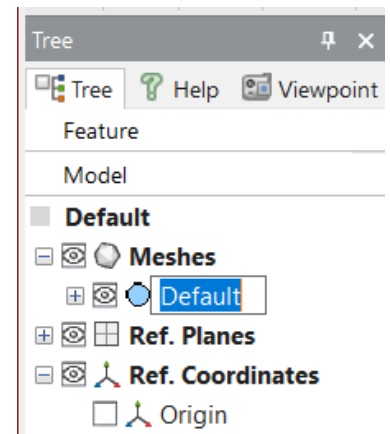 Tree
Tree Help Viewpoint
Feature
Model
Default
Meshes
Default
Ref. Planes
Ref. Coordinates
Origin